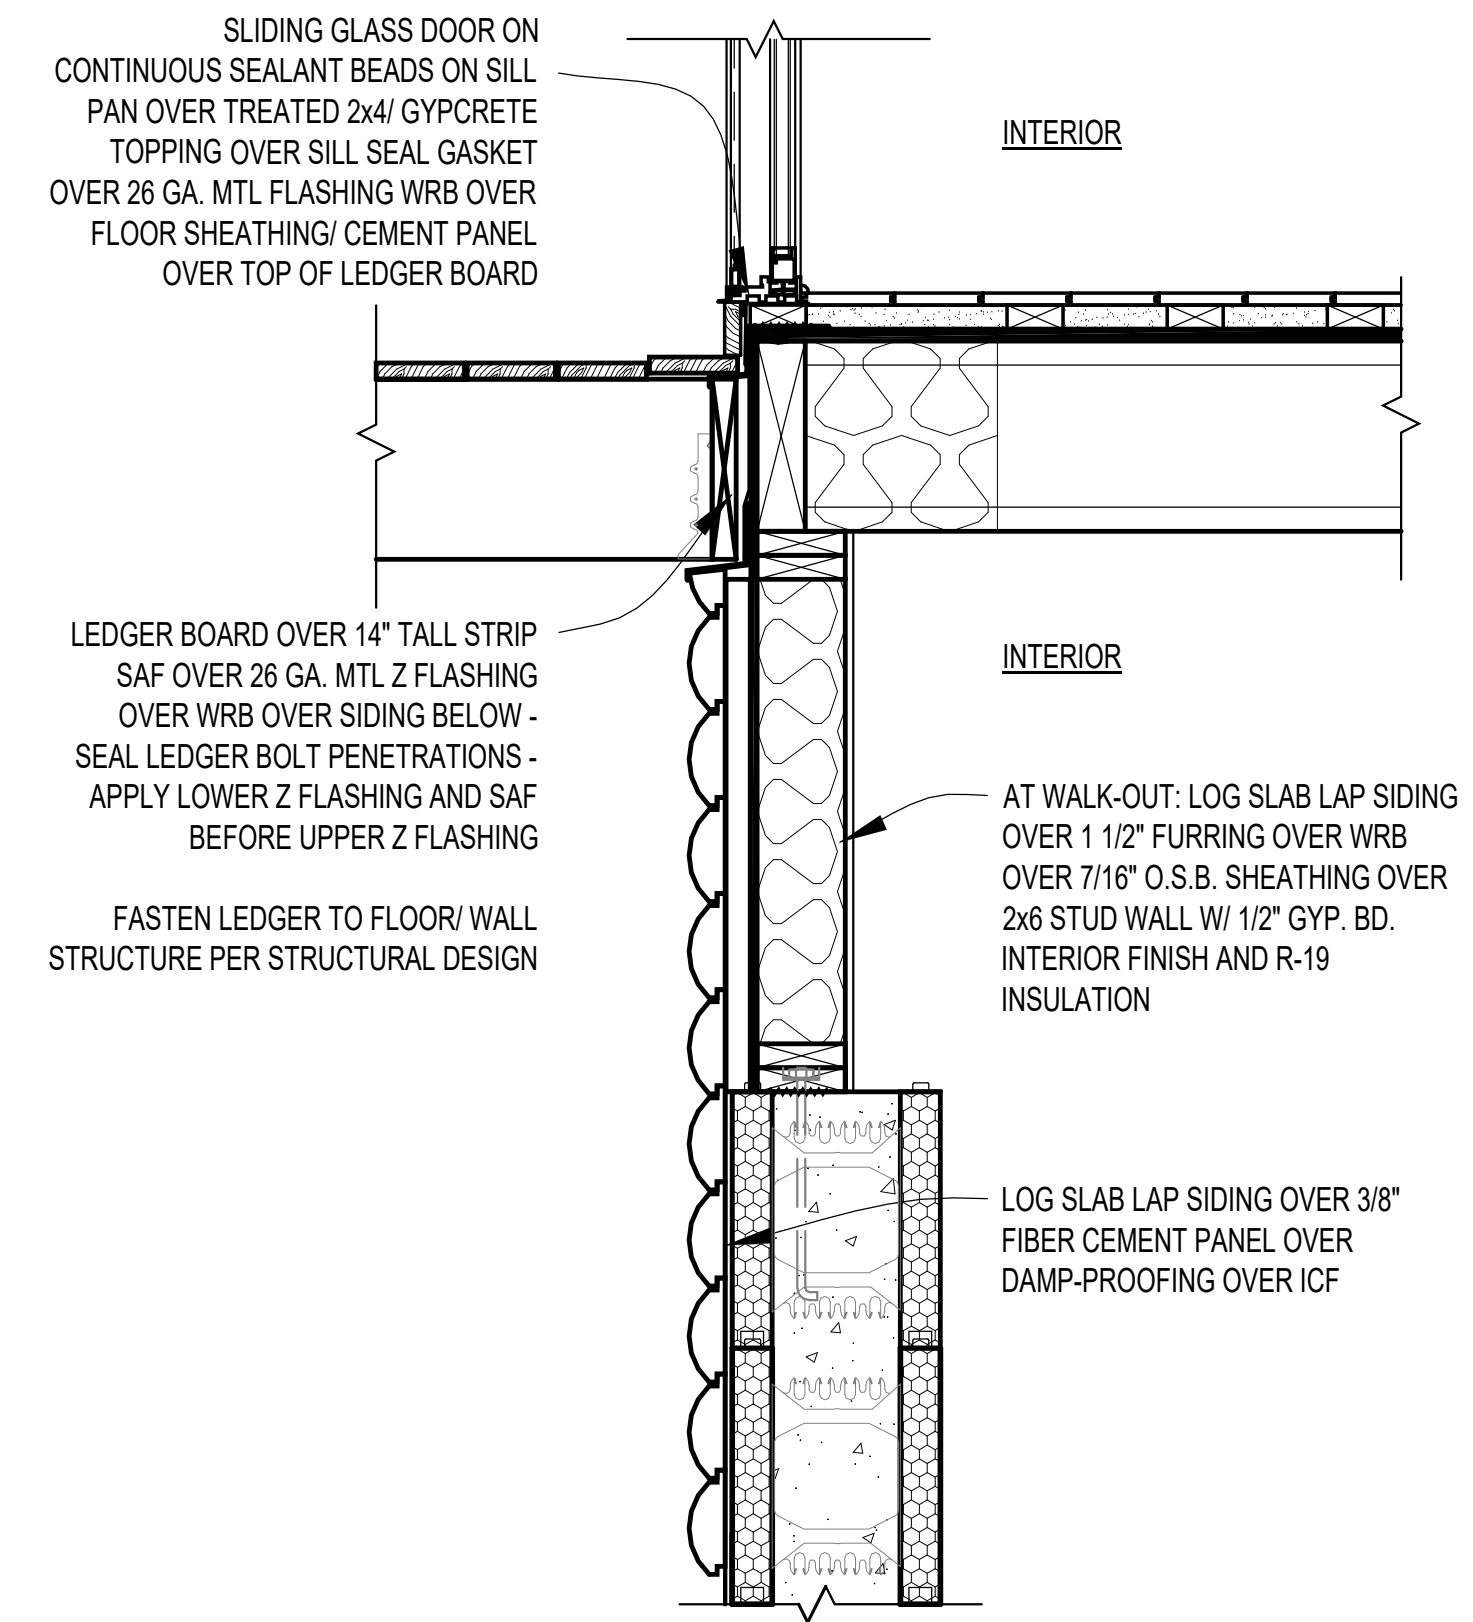 SLIDING GLASS DOOR ON
CONTINUOUS SEALANT BEADS ON SILL
PAN OVER TREATED 2x4/ GYPCRETE
TOPPING OVER SILL SEAL GASKET
OVER 26 GA. MTL FLASHING WRB OVER
FLOOR SHEATHING/ CEMENT PANEL
OVER TOP OF LEDGER BOARD
INTERIOR
LEDGER BOARD OVER 14" TALL STRIP
SAF OVER 26 GA. MTL Z FLASHING
OVER WRB OVER SIDING BELOW -
SEAL LEDGER BOLT PENETRATIONS -
APPLY LOWER Z FLASHING AND SAF
BEFORE UPPER Z FLASHING
FASTEN LEDGER TO FLOOR/ WALL
STRUCTURE PER STRUCTURAL DESIGN
INTERIOR
AT WALK-OUT: LOG SLAB LAP SIDING
OVER 1 1/2" FURRING OVER WRB
OVER 7/16" O.S.B. SHEATHING OVER
2x6 STUD WALL W/ 1/2" GYP. BD.
INTERIOR FINISH AND R-19
INSULATION
LOG SLAB LAP SIDING OVER 3/8"
FIBER CEMENT PANEL OVER
DAMP-PROOFING OVER ICF